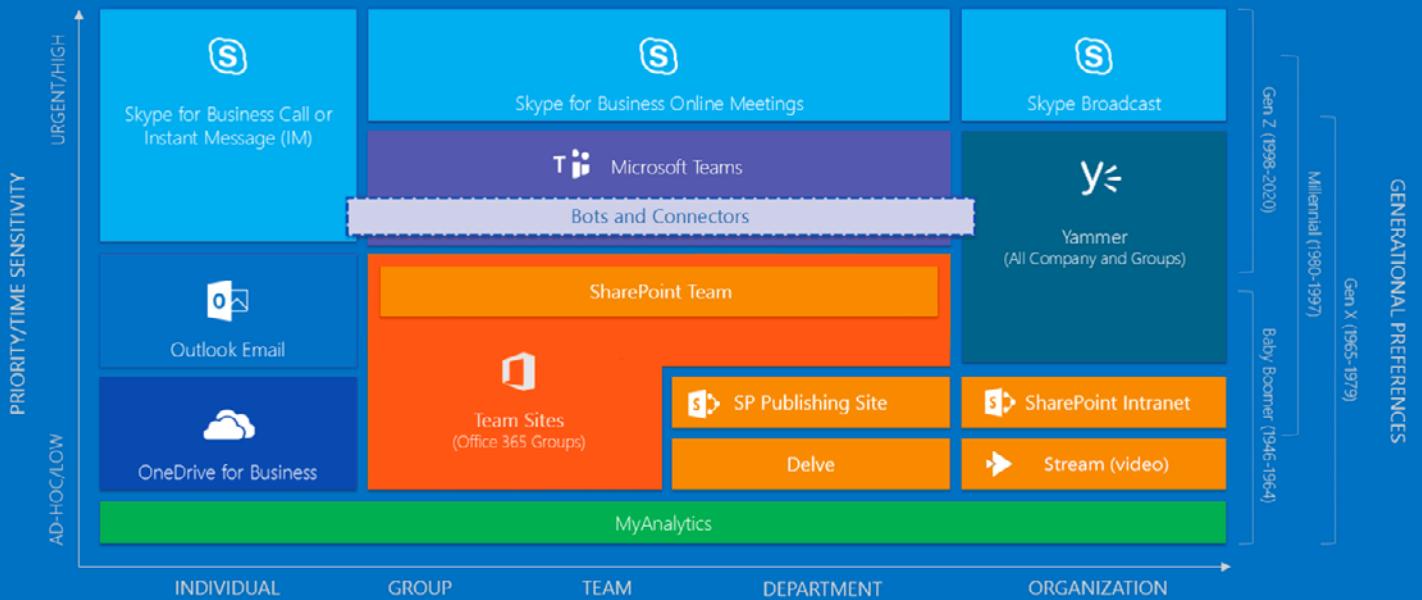 URGENT/HIGH
PRIORITY/TIME SENSITIVITY
AD-HOC/LOW
Skype for Business Call or
Instant Message (IM)
Skype for Business Online Meetings
Skype Broadcast
Microsoft Teams
Bots and Connectors
Yammer
(All Company and Groups)
Outlook Email
SharePoint Team
Team Sites
(Office 365 Groups)
SP Publishing Site
SharePoint Intranet
OneDrive for Business
Delve
Stream (video)
MyAnalytics
INDIVIDUAL
GROUP
TEAM
DEPARTMENT
ORGANIZATION
Gen Z (1998-2020)
Baby Boomer (1946-1964)
Millennial (1980-1997)
Gen X (1965-1979)
GENERATIONAL PREFERENCES